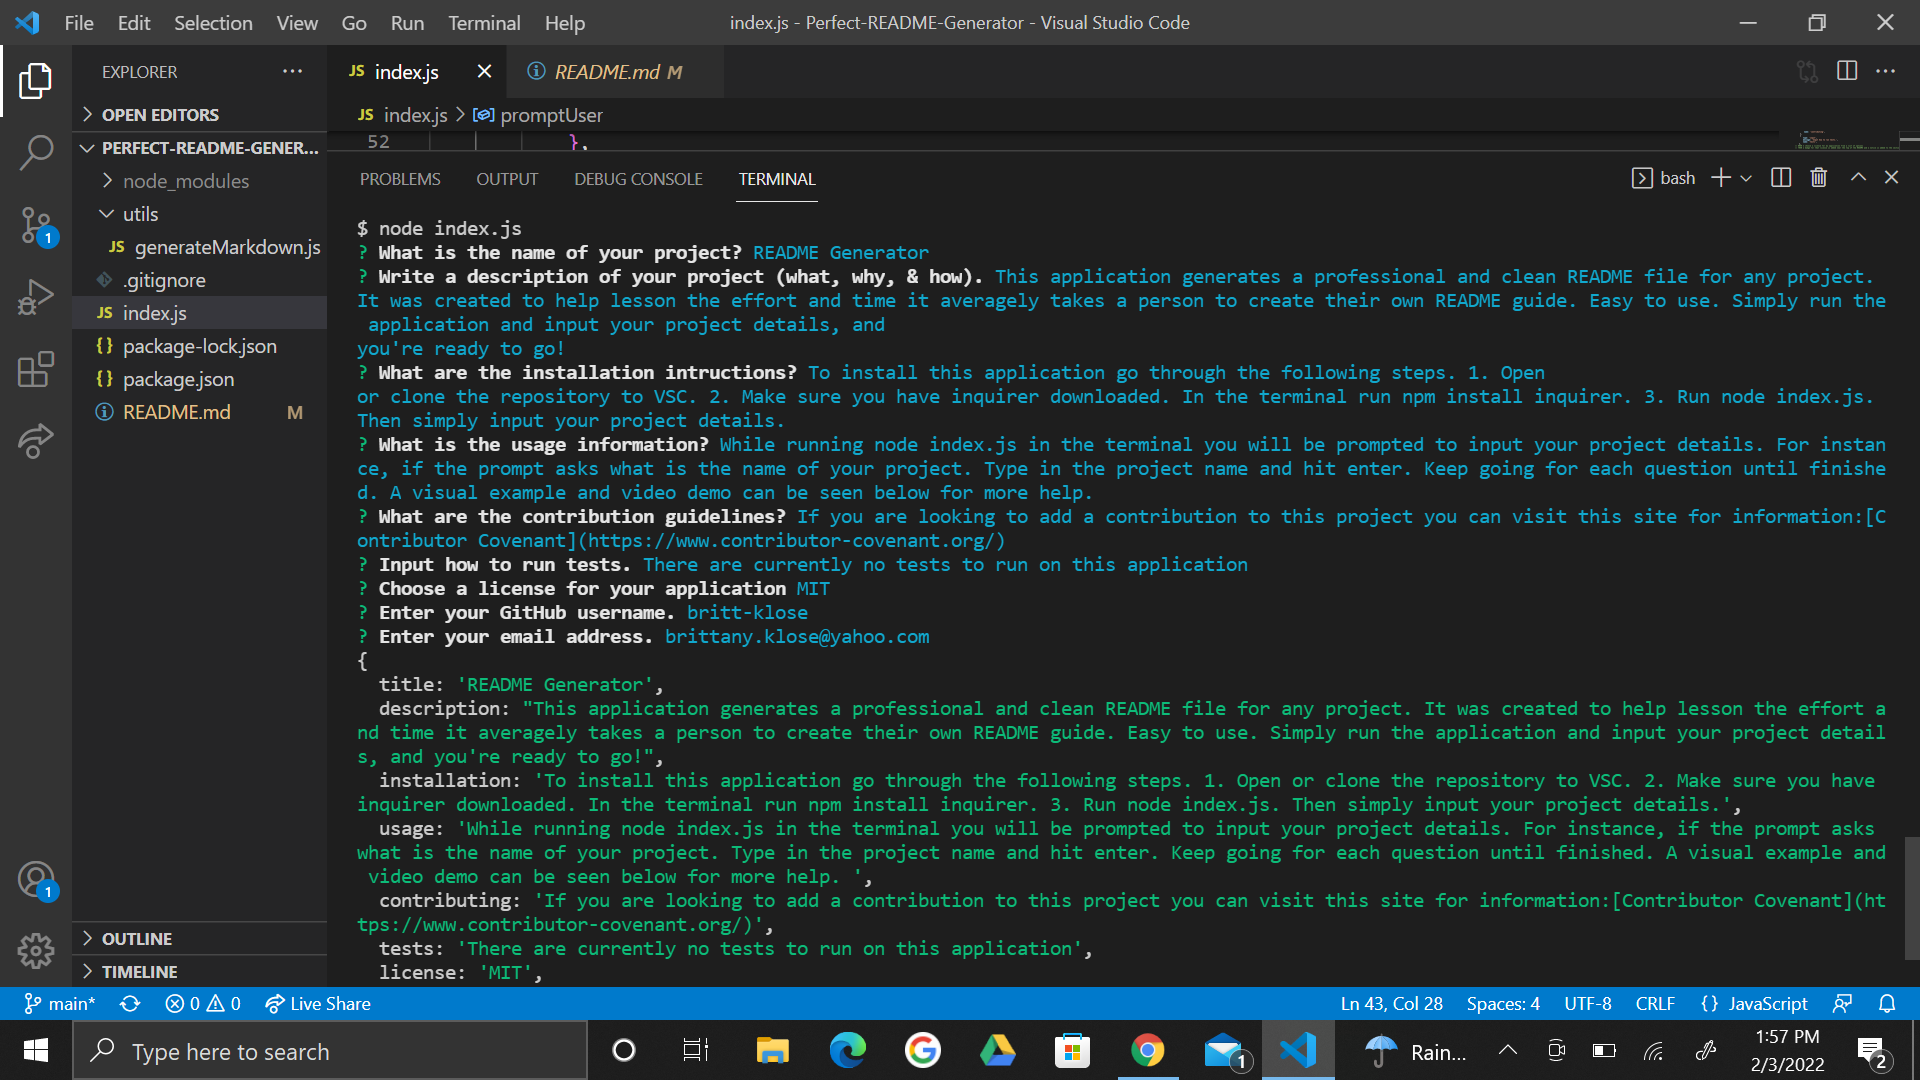 File Edit Selection View Go Run Terminal Help
index.js - Perfect-README-Generator - Visual Studio Code
EXPLORER
OPEN EDITORS
PERFECT-README-GENER...
node_modules
utils
JS generateMarkdown.js
.gitignore
JS index.js
{} package-lock.json
{} package.json
README.md M
OUTLINE
TIMELINE
1
1
JS index.js
README.md M
JS index.js > promptUser
52 },
PROBLEMS OUTPUT DEBUG CONSOLE TERMINAL
bash
$ node index.js
? What is the name of your project? README Generator
? Write a description of your project (what, why, & how). This application generates a professional and clean README file for any project.
It was created to help lesson the effort and time it averagely takes a person to create their own README guide. Easy to use. Simply run the
application and input your project details, and
you're ready to go!
? What are the installation intructions? To install this application go through the following steps. 1. Open
or clone the repository to VSC. 2. Make sure you have inquirer downloaded. In the terminal run npm install inquirer. 3. Run node index.js.
Then simply input your project details.
? What is the usage information? While running node index.js in the terminal you will be prompted to input your project details. For instan
ce, if the prompt asks what is the name of your project. Type in the project name and hit enter. Keep going for each question until finishe
d. A visual example and video demo can be seen below for more help.
? What are the contribution guidelines? If you are looking to add a contribution to this project you can visit this site for information:[C
ontributor Covenant](https://www.contributor-covenant.org/)
? Input how to run tests. There are currently no tests to run on this application
? Choose a license for your application MIT
? Enter your GitHub username. britt-klose
? Enter your email address. brittany.klose@yahoo.com
{
title: 'README Generator',
description: "This application generates a professional and clean README file for any project. It was created to help lesson the effort a
nd time it averagely takes a person to create their own README guide. Easy to use. Simply run the application and input your project detail
s, and you're ready to go!",
installation: 'To install this application go through the following steps. 1. Open or clone the repository to VSC. 2. Make sure you have
inquirer downloaded. In the terminal run npm install inquirer. 3. Run node index.js. Then simply input your project details.',
usage: 'While running node index.js in the terminal you will be prompted to input your project details. For instance, if the prompt asks
what is the name of your project. Type in the project name and hit enter. Keep going for each question until finished. A visual example and
video demo can be seen below for more help. ',
contributing: 'If you are looking to add a contribution to this project you can visit this site for information:[Contributor Covenant](ht
tps://www.contributor-covenant.org/)',
tests: 'There are currently no tests to run on this application',
license: 'MIT',
main* 0 0 Live Share
Ln 43, Col 28 Spaces: 4 UTF-8 CRLF {} JavaScript
Type here to search
1
Rain...
1:57 PM
2/3/2022
2